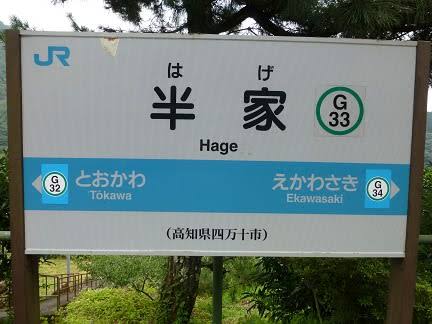 JR
はげ
半家
Hage
G
33
G
32
とおかわ
Tōkawa
えかわさき
Ekawasaki
G
34
(高知県四万十市)